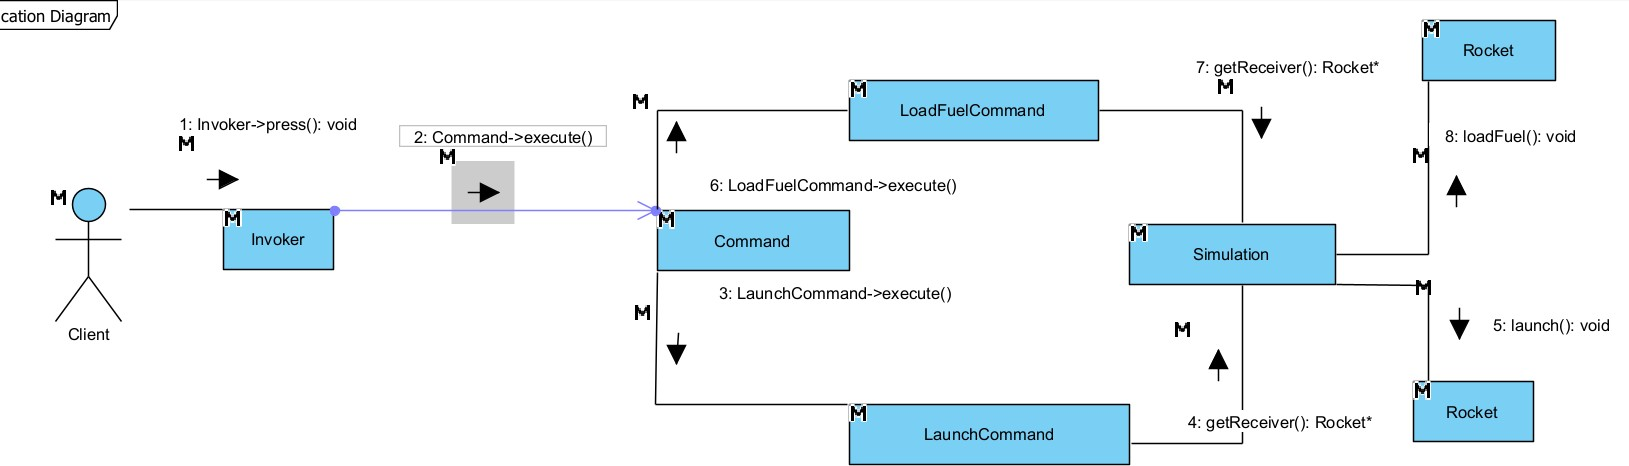 cation Diagram
M
Rocket
7: getReceiver(): Rocket*
M
M
M
LoadFuelCommand
1: Invoker->press(): void
M
2: Command->execute()
M
8: loadFuel(): void
M
6: LoadFuelCommand->execute()
M
M
Invoker
M
Command
M
Simulation
Client
3: LaunchCommand->execute()
M
M
M
5: launch(): void
M
Rocket
M
LaunchCommand
4: getReceiver(): Rocket*